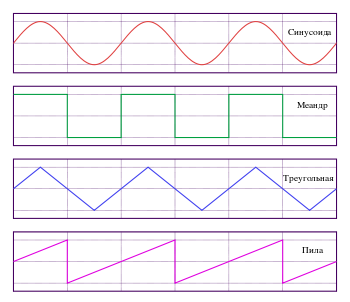 Синусоида
Меандр
Треугольная
Пила